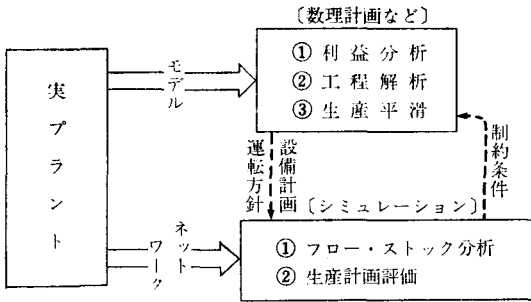 〔数理計画など〕
① 利益分析
② 工程解析
③ 生産平滑
実プラント
モデル
運転方針
設備計画
制約条件
〔シミュレーション〕
ネットワーク
① フロー・ストック分析
② 生産計画評価